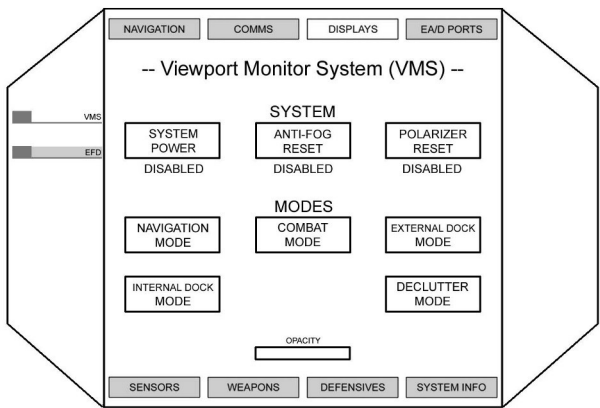 NAVIGATION COMMS DISPLAYS EA/D PORTS
-- Viewport Monitor System (VMS) --
VMS
EFD
SYSTEM
SYSTEM
POWER
DISABLED
ANTI-FOG
RESET
DISABLED
POLARIZER
RESET
DISABLED
MODES
NAVIGATION
MODE
COMBAT
MODE
EXTERNAL DOCK
MODE
INTERNAL DOCK
MODE
DECLUTTER
MODE
OPACITY
SENSORS WEAPONS DEFENSIVES SYSTEM INFO